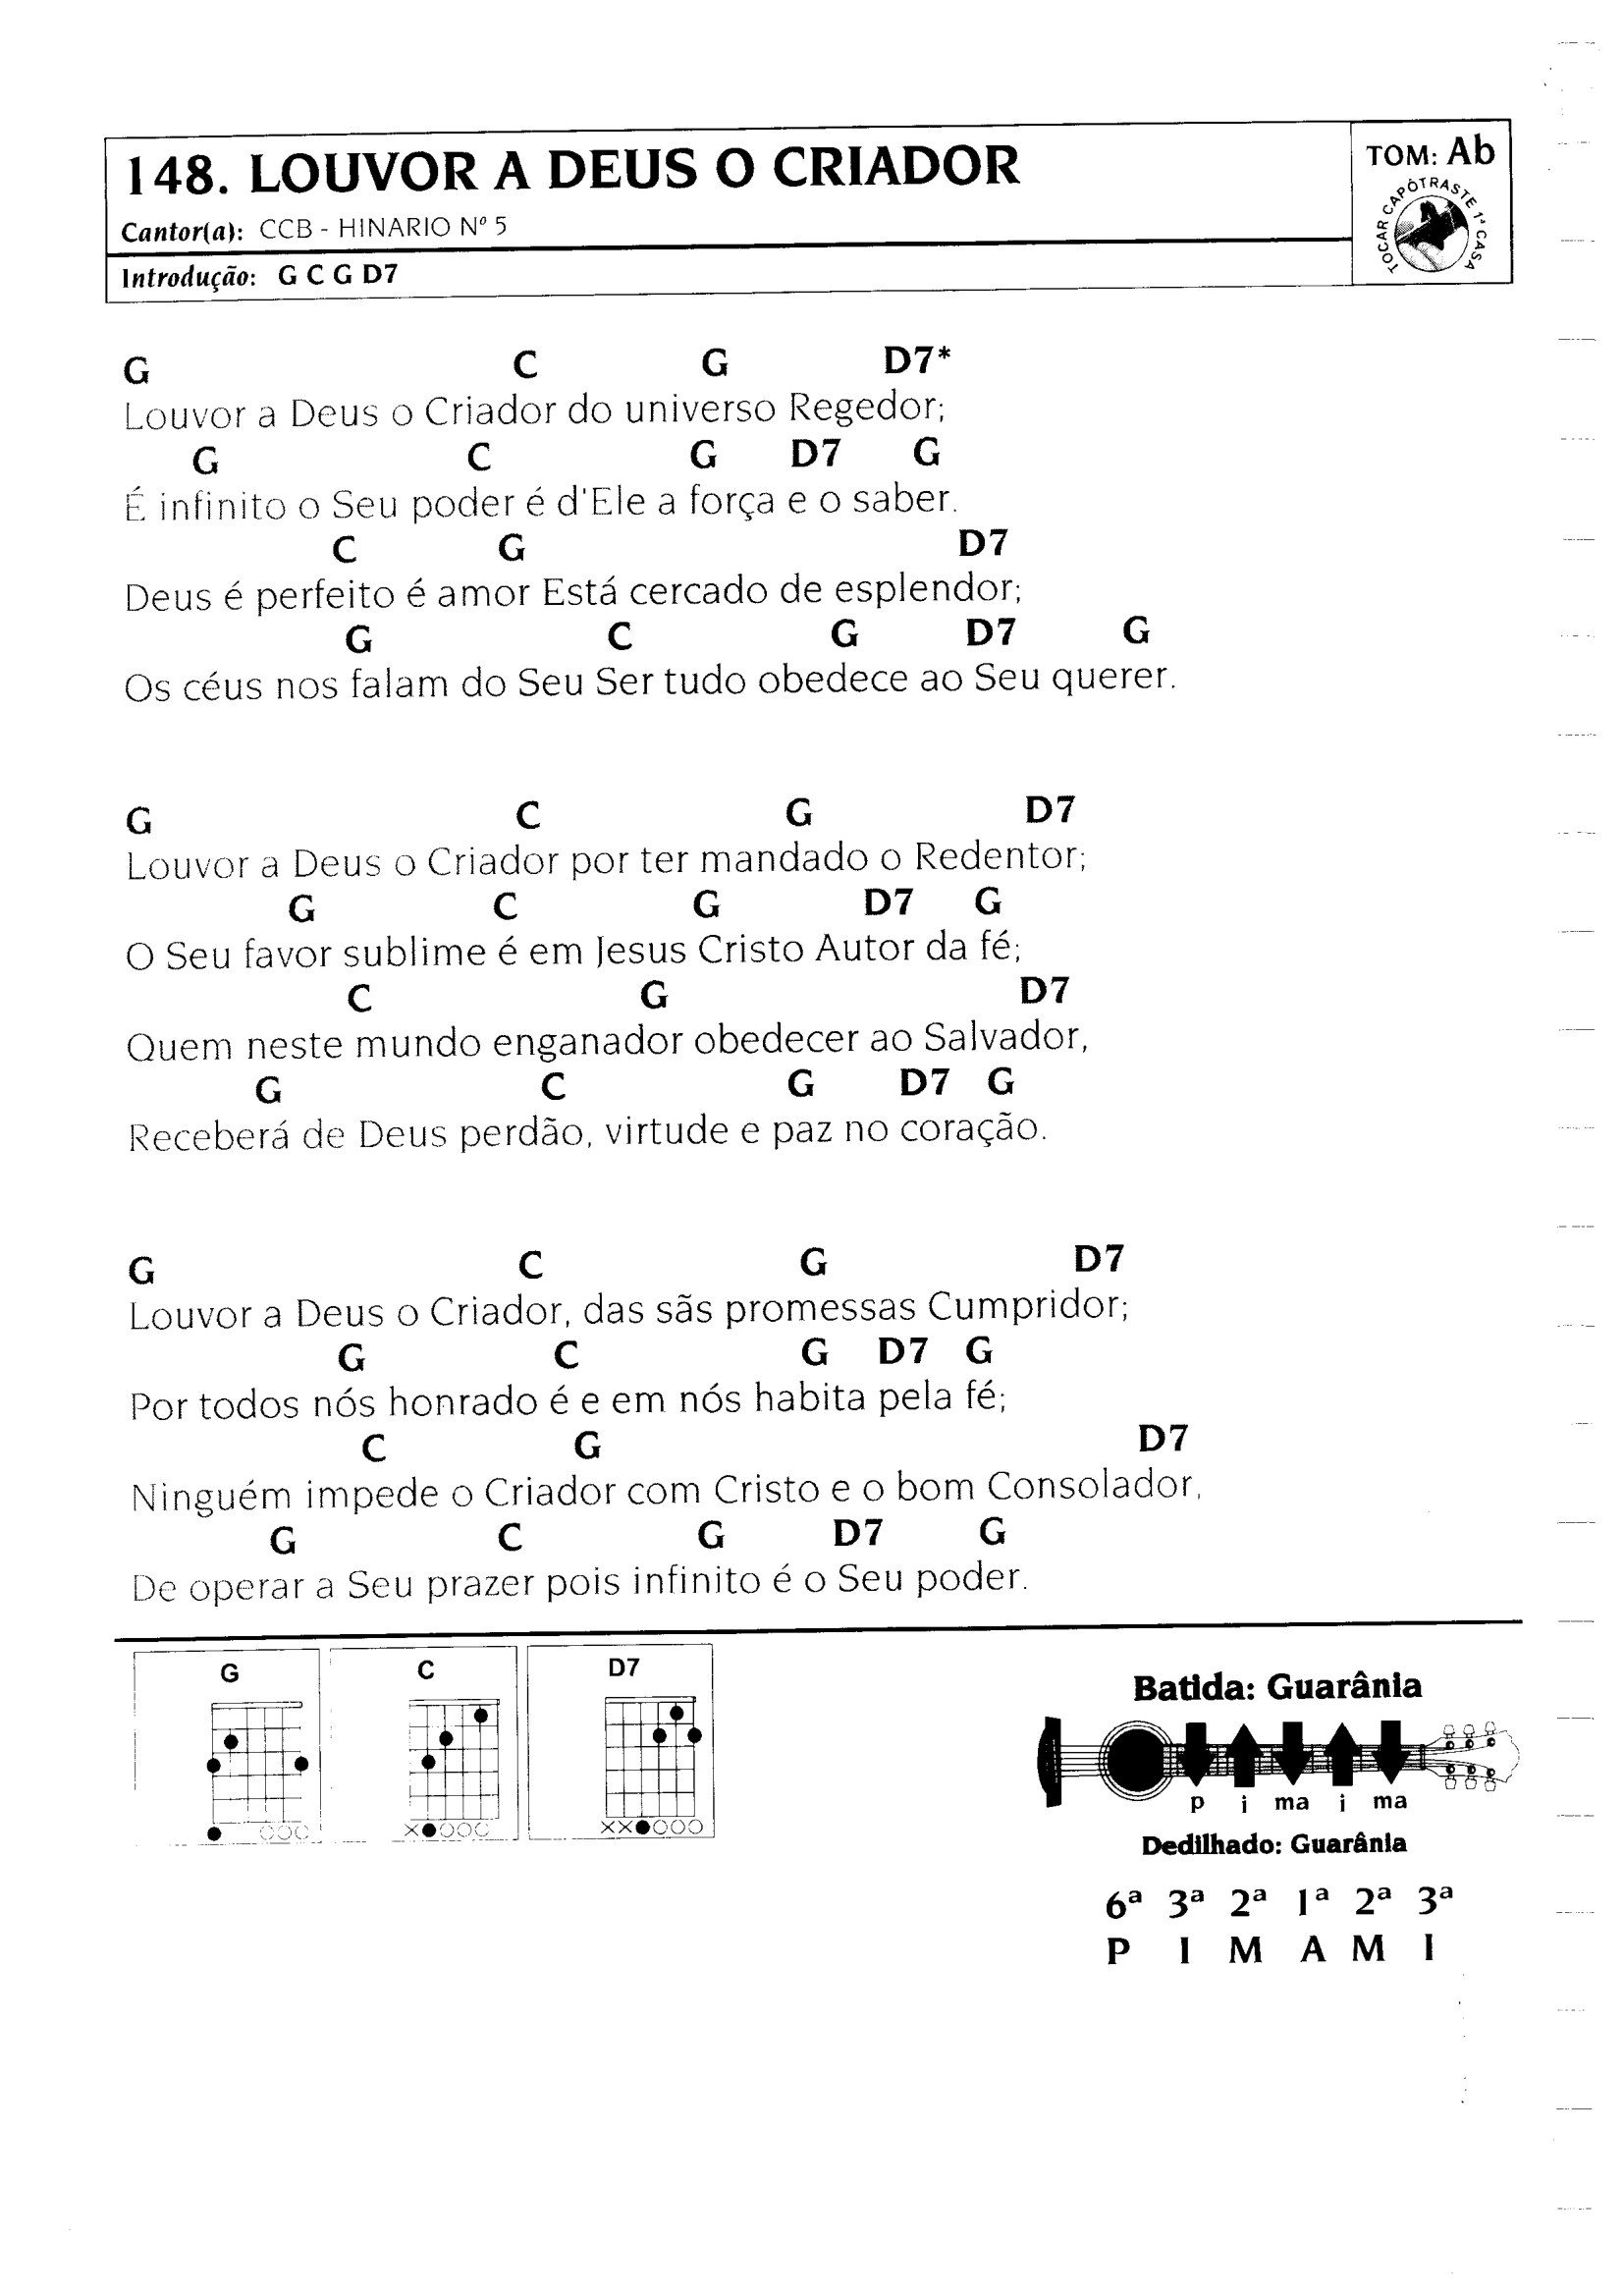 148. LOUVOR A DEUS O CRIADOR
TOM: Ab
Cantor(a): CCB - HINARIO Nº 5
TOCAR CAPÔTRASTE 1ª CASA
Introdução: G C G D7
G C G D7*
Louvor a Deus o Criador do universo Regedor;
G C G D7 G
É infinito o Seu poder é d'Ele a força e o saber.
C G D7
Deus é perfeito é amor Está cercado de esplendor;
G C G D7 G
Os céus nos falam do Seu Ser tudo obedece ao Seu querer.
G C G D7
Louvor a Deus o Criador por ter mandado o Redentor;
G C G D7 G
O Seu favor sublime é em Jesus Cristo Autor da fé;
C G D7
Quem neste mundo enganador obedecer ao Salvador,
G C G D7 G
Receberá de Deus perdão, virtude e paz no coração.
G C G D7
Louvor a Deus o Criador, das sãs promessas Cumpridor;
G C G D7 G
Por todos nós honrado é e em nós habita pela fé;
C G D7
Ninguém impede o Criador com Cristo e o bom Consolador,
G C G D7 G
De operar a Seu prazer pois infinito é o Seu poder.
G C D7
Batida: Guarânia
p i ma i ma
Dedilhado: Guarânia
6ª 3ª 2ª 1ª 2ª 3ª
P I M A M I